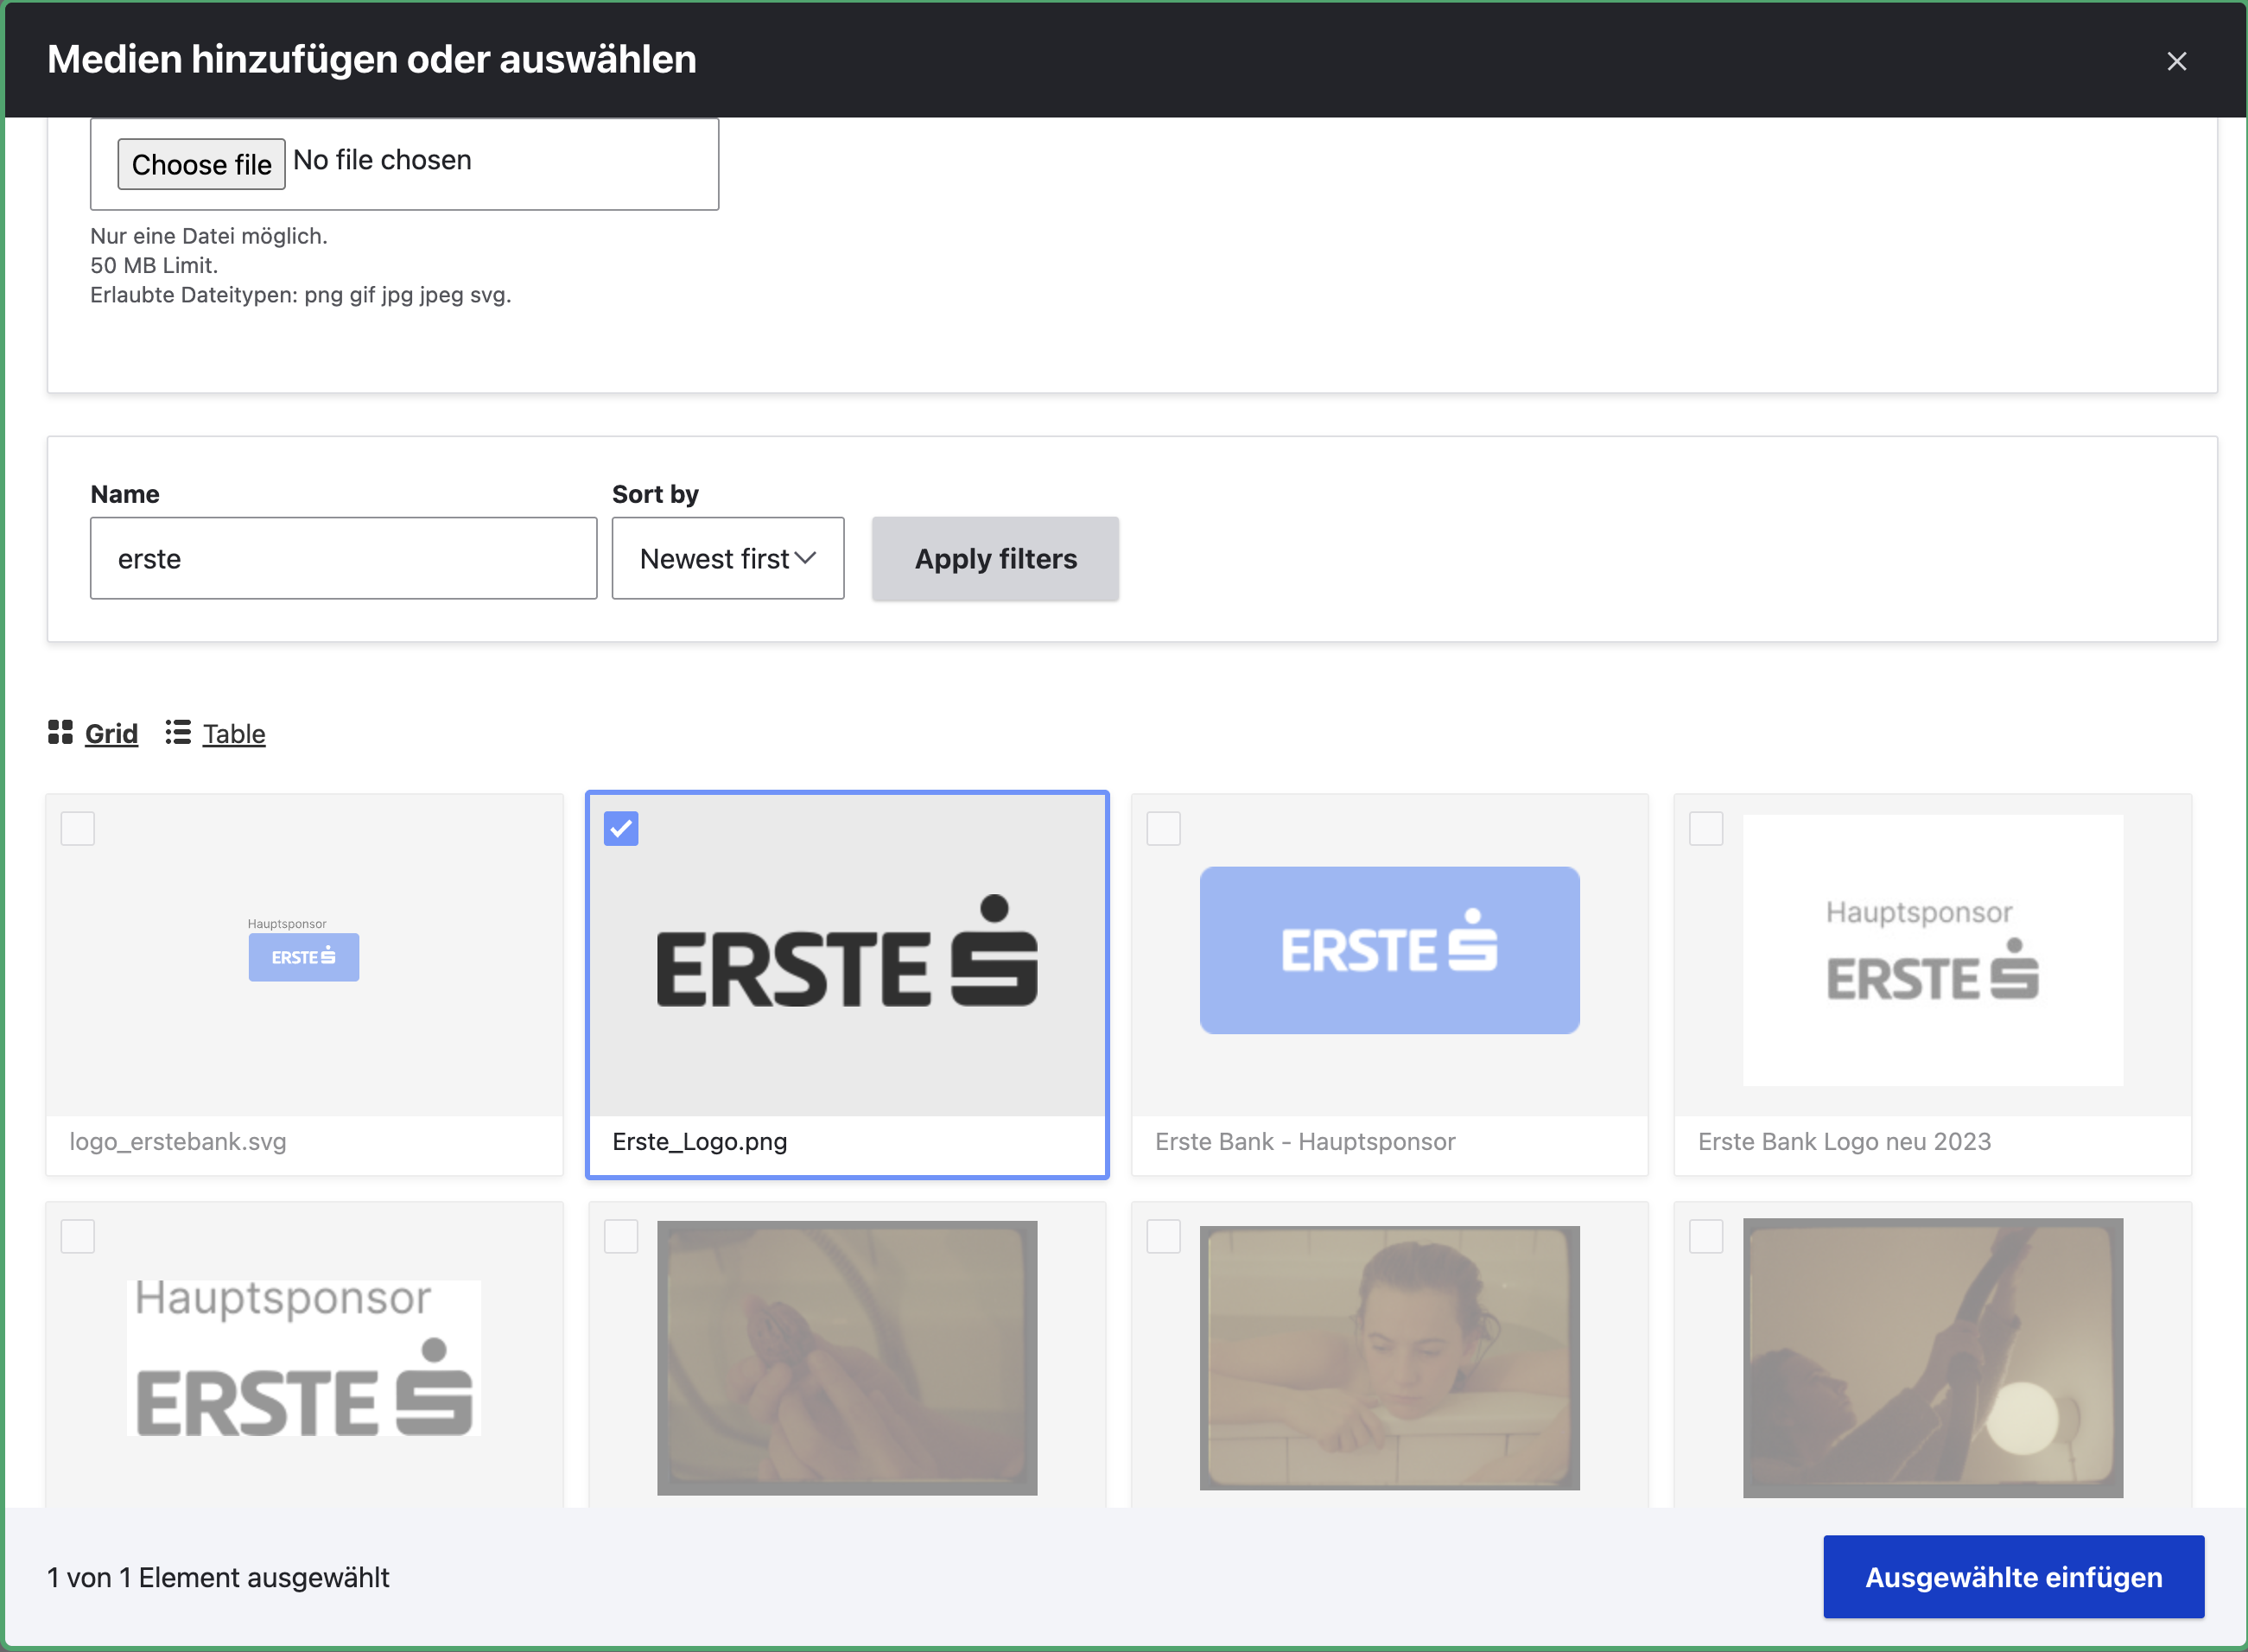 Medien hinzufügen oder auswählen
Choose file No file chosen
Nur eine Datei möglich.
50 MB Limit.
Erlaubte Dateitypen: png gif jpg jpeg svg.
Name Sort by
erste Newest first Apply filters
Grid Table
Hauptsponsor
ERSTE
ERSTE
ERSTE
Hauptsponsor
ERSTE
logo_erstebank.svg
Erste_Logo.png
Erste Bank - Hauptsponsor
Erste Bank Logo neu 2023
Hauptsponsor
ERSTE
1 von 1 Element ausgewählt
Ausgewählte einfügen